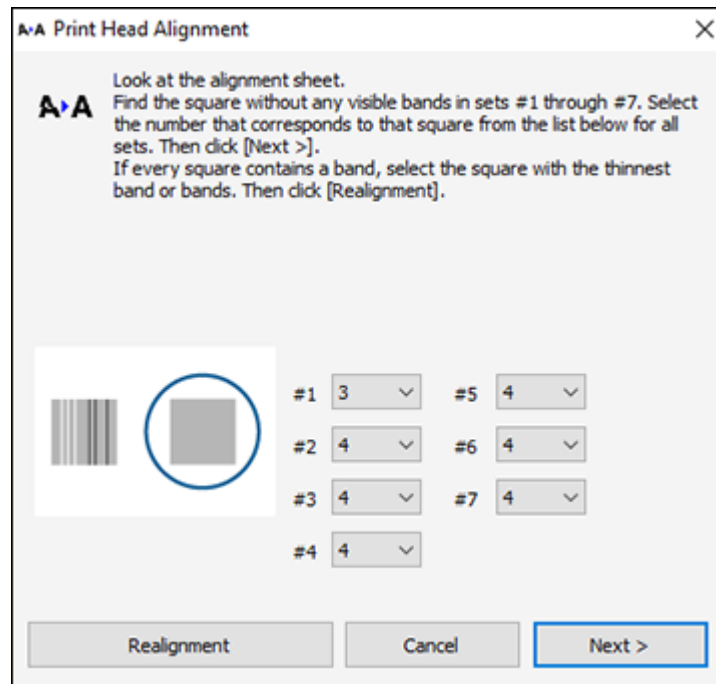 A▸A Print Head Alignment
A▸A
Look at the alignment sheet.
Find the square without any visible bands in sets #1 through #7. Select
the number that corresponds to that square from the list below for all
sets. Then click [Next >].
If every square contains a band, select the square with the thinnest
band or bands. Then click [Realignment].
#1 3 #5 4
#2 4 #6 4
#3 4 #7 4
#4 4
Realignment Cancel Next >